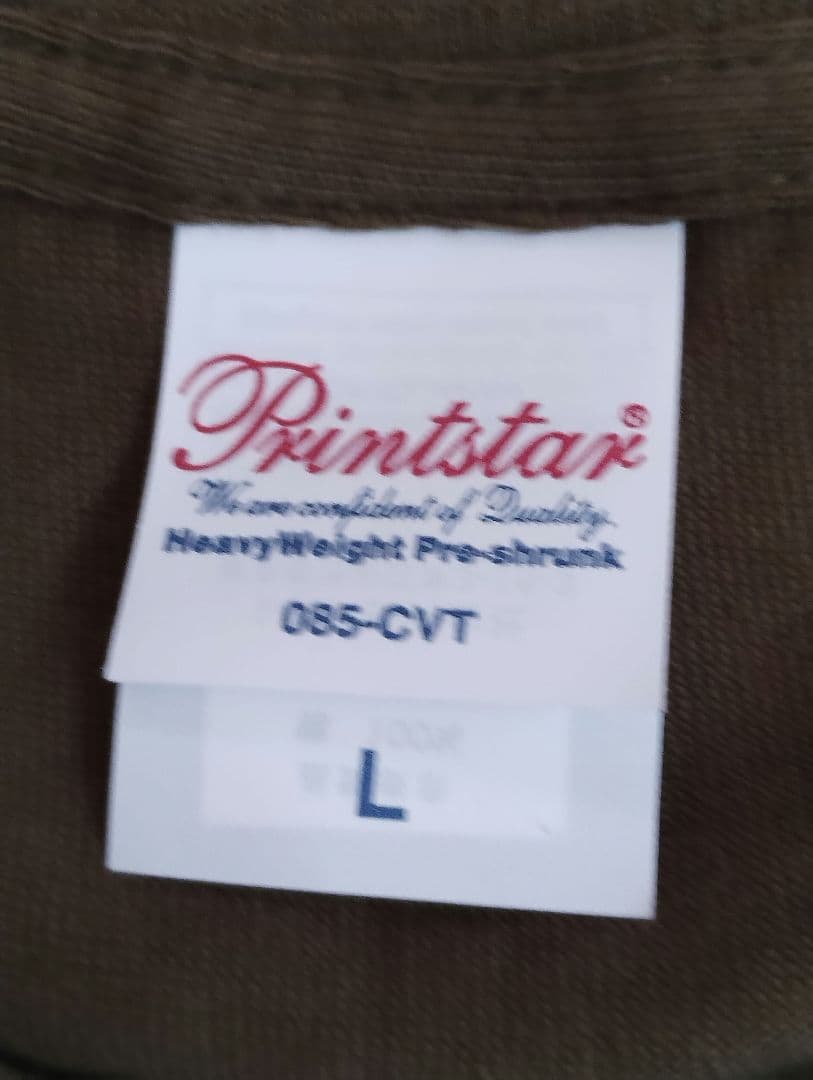 Printstar®
We are confident of Quality.
HeavyWeight Pre-shrunk
085-CVT
L